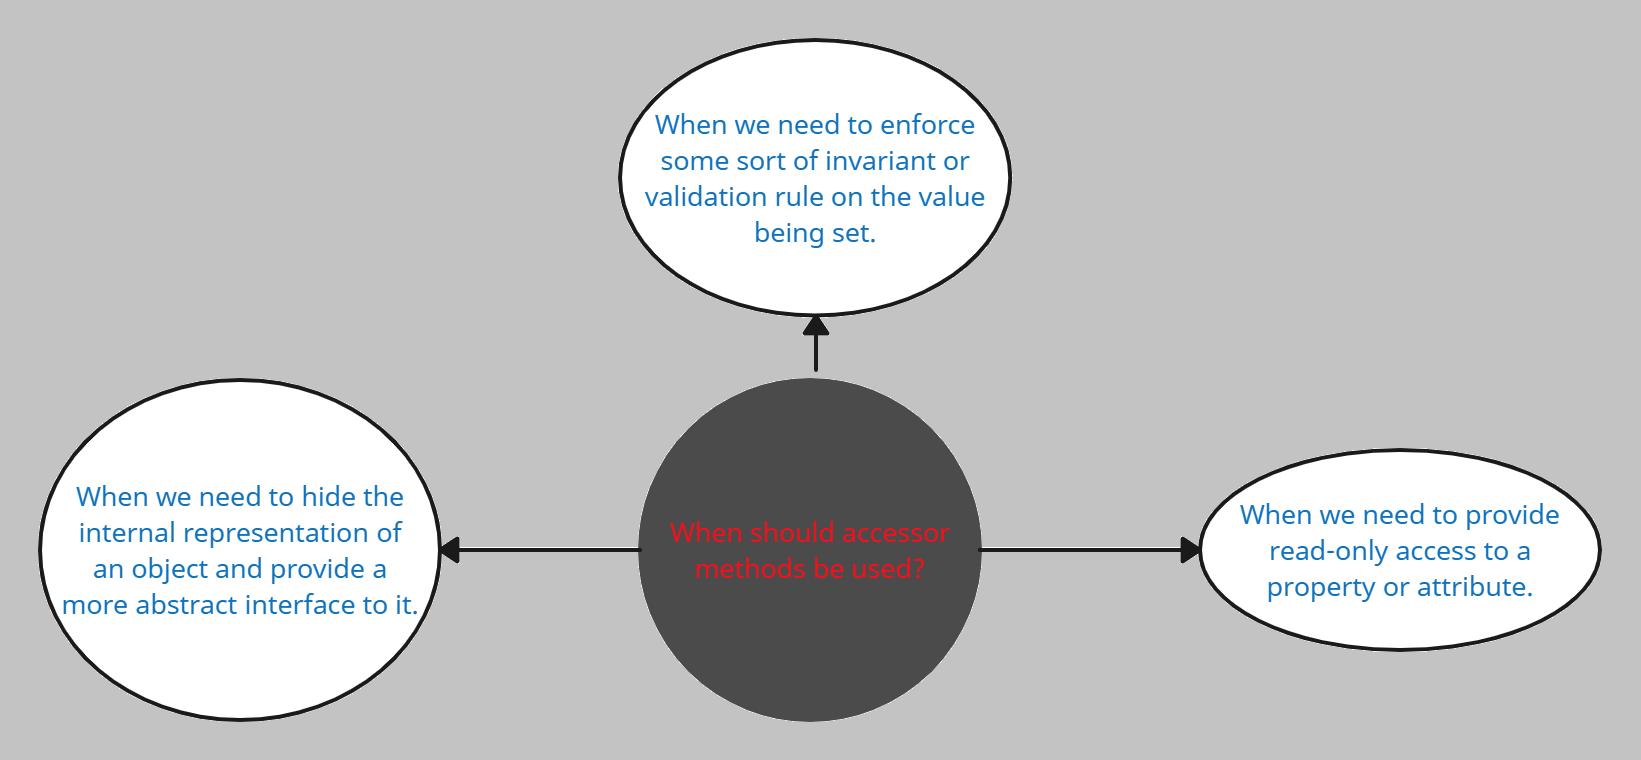 When we need to enforce
some sort of invariant or
validation rule on the value
being set.
When we need to hide the
internal representation of
an object and provide a
more abstract interface to it.
When should accessor
methods be used?
When we need to provide
read-only access to a
property or attribute.